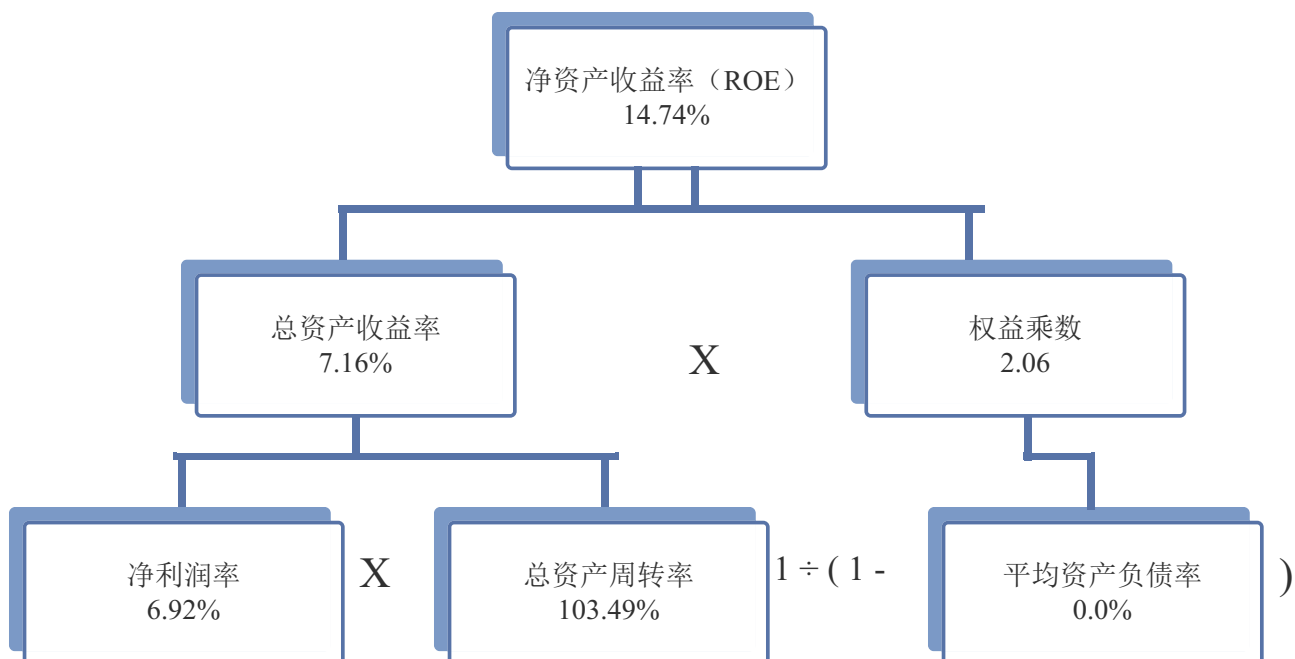 净资产收益率（ROE）
14.74%
总资产收益率
7.16%
X
权益乘数
2.06
净利润率
6.92%
X
总资产周转率
103.49%
1 ÷ ( 1 -
平均资产负债率
0.0%
)